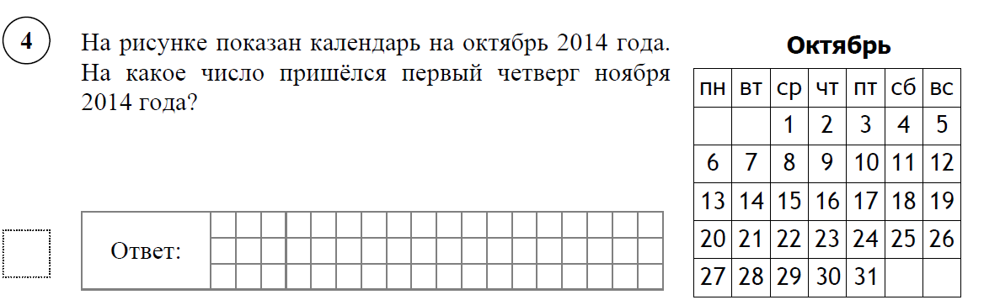 4
На рисунке показан календарь на октябрь 2014 года.
На какое число пришёлся первый четверг ноября
2014 года?
Ответ:
Октябрь
пн вт ср чт пт сб вс
1 2 3 4 5
6 7 8 9 10 11 12
13 14 15 16 17 18 19
20 21 22 23 24 25 26
27 28 29 30 31